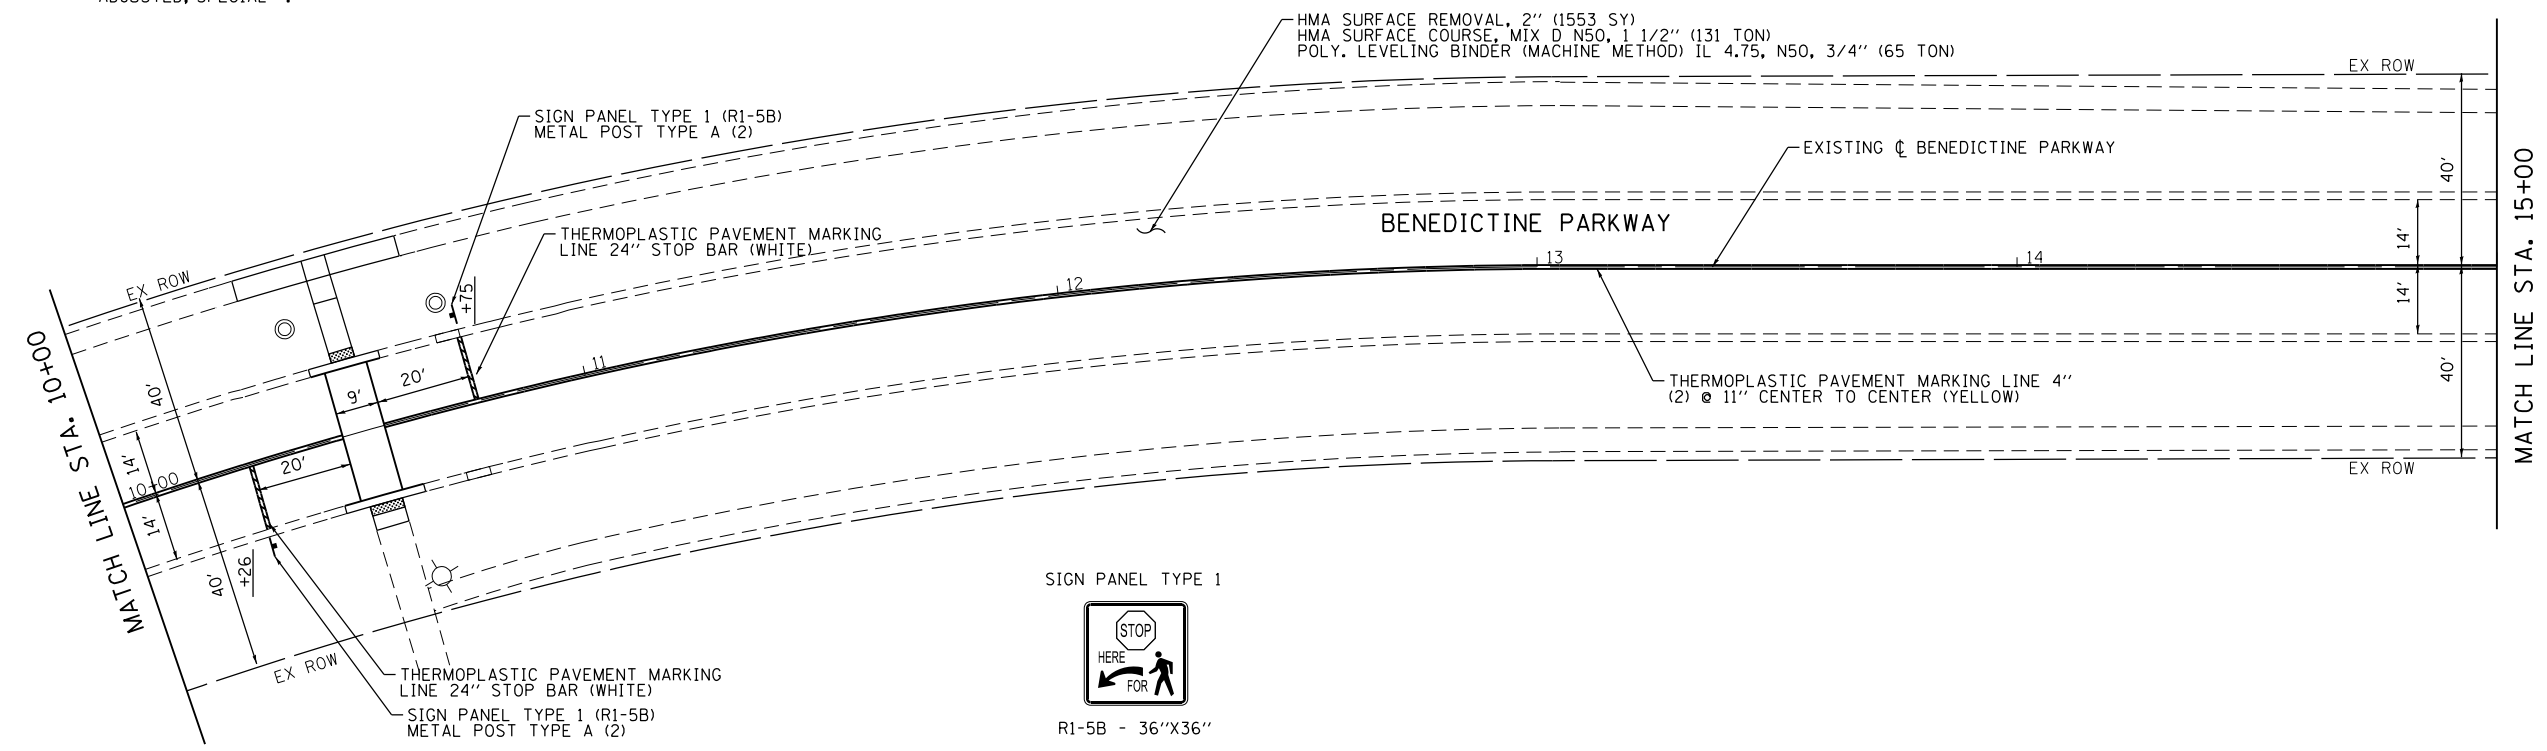 ADJUSTED, SPECIAL
HMA SURFACE REMOVAL, 2" (1553 SY)
HMA SURFACE COURSE, MIX D N50, 1 1/2" (131 TON)
POLY. LEVELING BINDER (MACHINE METHOD) IL 4.75, N50, 3/4" (65 TON)
EX ROW
SIGN PANEL TYPE 1 (R1-5B)
METAL POST TYPE A (2)
EXISTING ℄ BENEDICTINE PARKWAY
40'
MATCH LINE STA. 15+00
THERMOPLASTIC PAVEMENT MARKING
LINE 24" STOP BAR (WHITE)
BENEDICTINE PARKWAY
14'
13
14
12
11
EX ROW
+75
14'
40'
MATCH LINE STA. 10+00
40'
9'
20'
THERMOPLASTIC PAVEMENT MARKING LINE 4"
(2) @ 11" CENTER TO CENTER (YELLOW)
14'
10+00
20'
14'
40'
+26
EX ROW
EX ROW
THERMOPLASTIC PAVEMENT MARKING
LINE 24" STOP BAR (WHITE)
SIGN PANEL TYPE 1 (R1-5B)
METAL POST TYPE A (2)
SIGN PANEL TYPE 1
STOP
HERE
FOR
R1-5B - 36"X36"